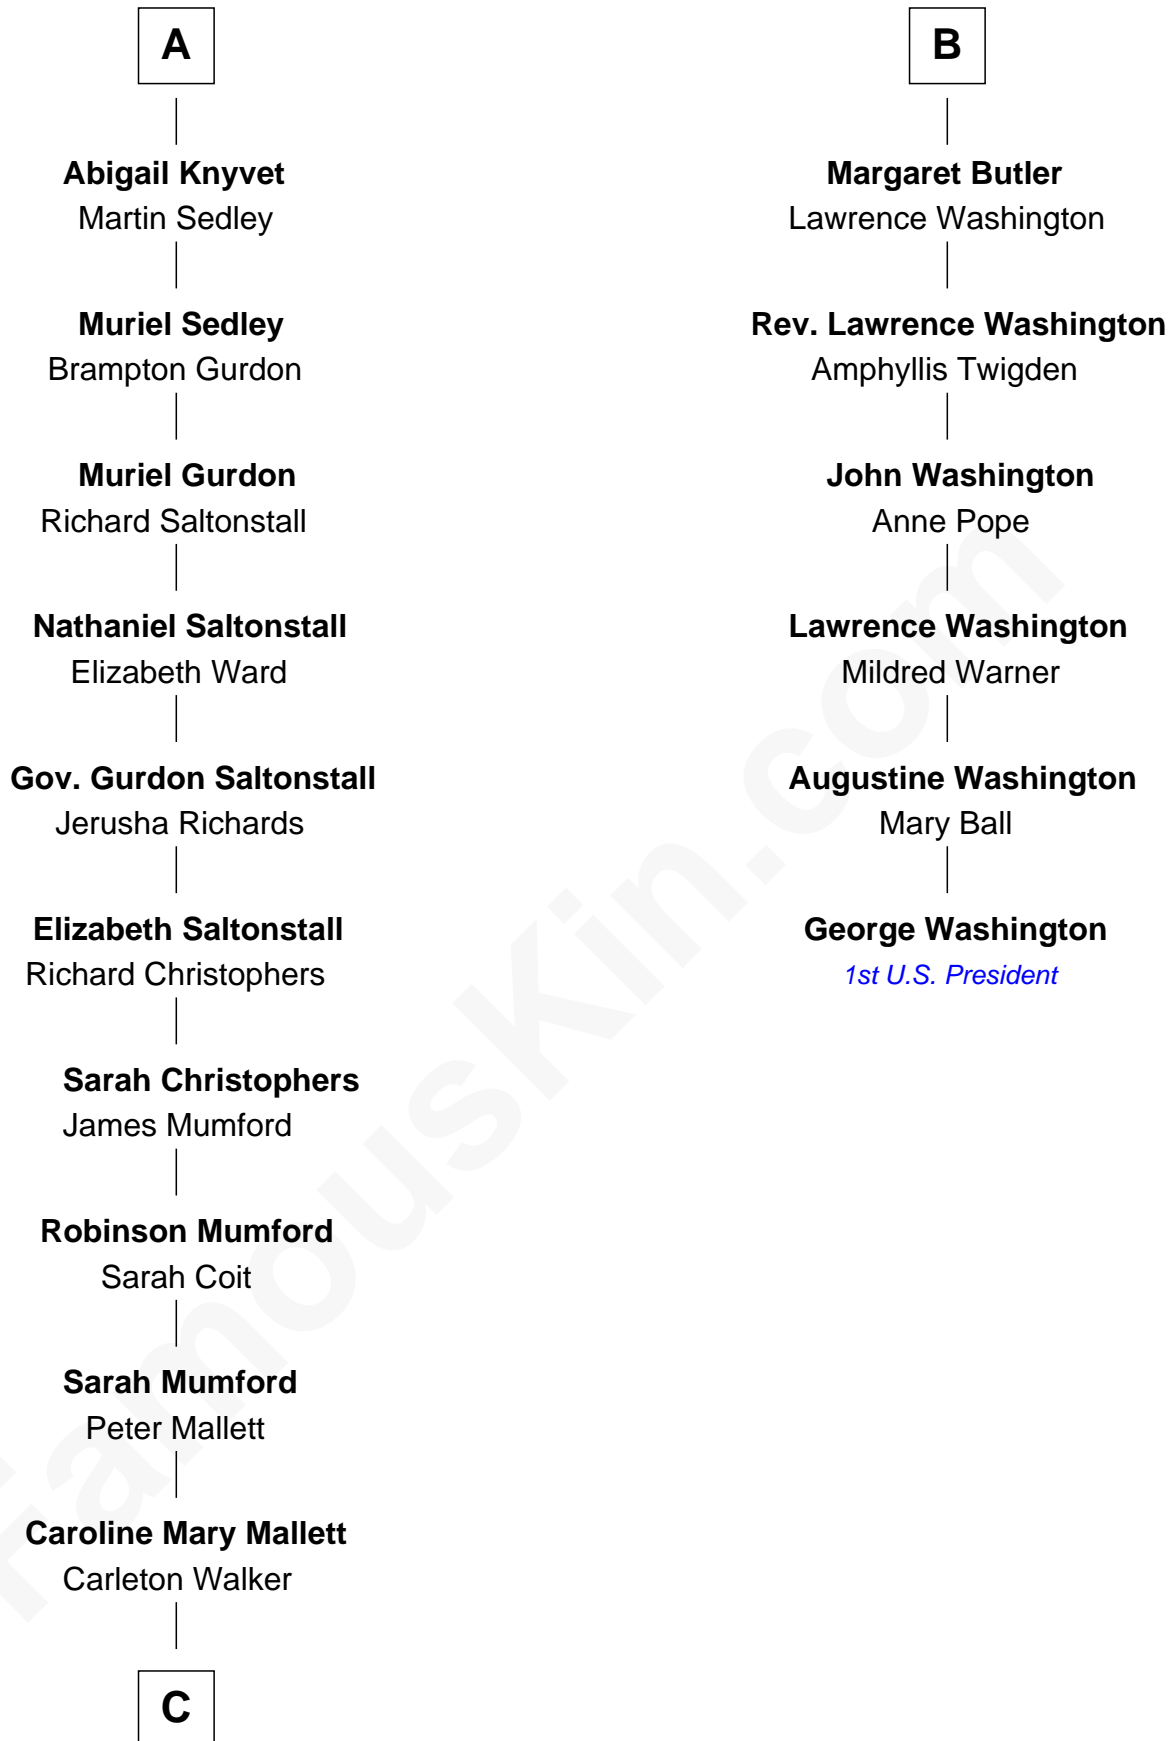 A
Abigail Knyvet
Martin Sedley
Muriel Sedley
Brampton Gurdon
Muriel Gurdon
Richard Saltonstall
Nathaniel Saltonstall
Elizabeth Ward
Gov. Gurdon Saltonstall
Jerusha Richards
Elizabeth Saltonstall
Richard Christophers
Sarah Christophers
James Mumford
Robinson Mumford
Sarah Coit
Sarah Mumford
Peter Mallett
Caroline Mary Mallett
Carleton Walker
C
B
Margaret Butler
Lawrence Washington
Rev. Lawrence Washington
Amphyllis Twigden
John Washington
Anne Pope
Lawrence Washington
Mildred Warner
Augustine Washington
Mary Ball
George Washington
1st U.S. President
FamousKin.com